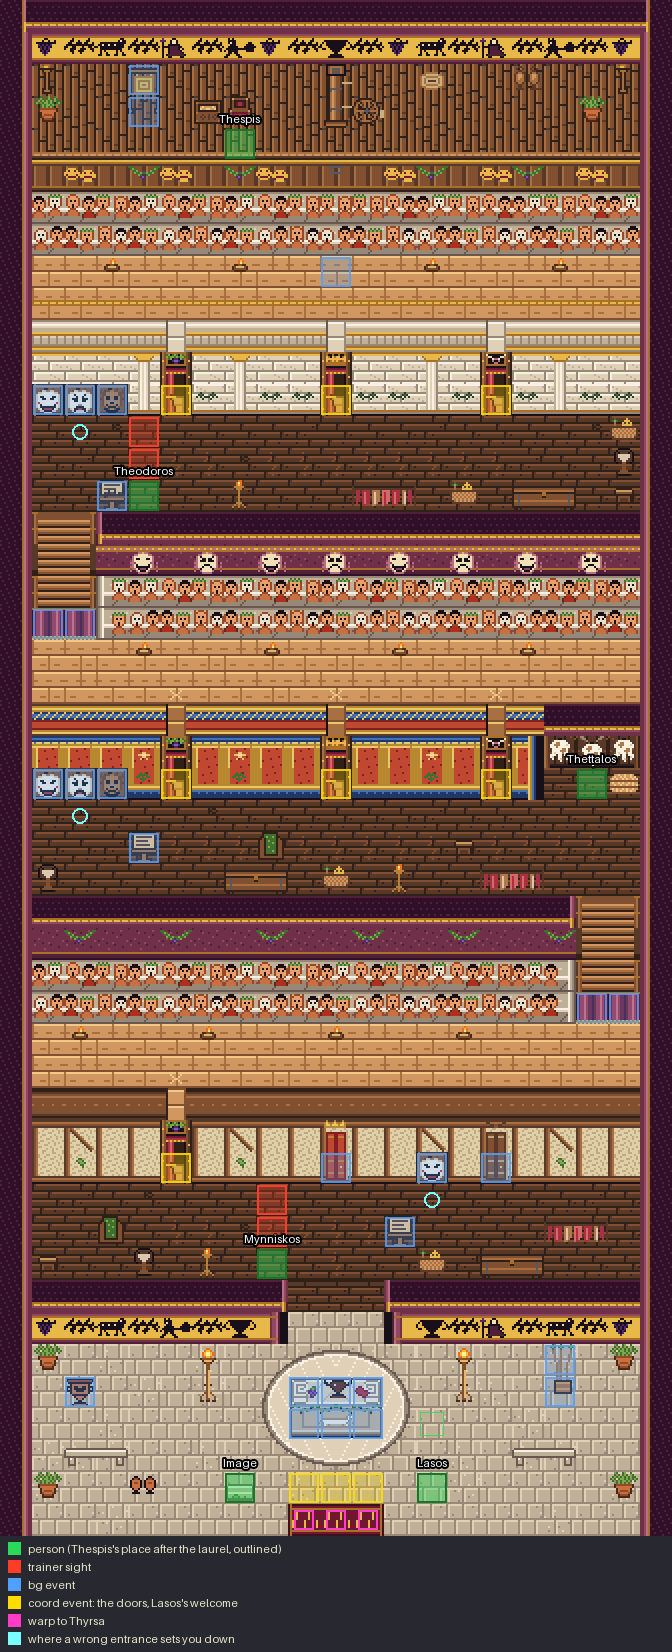 Thespis
Theodoros
Thettalos
Mynniskos
Image
Lasos
person (Thespis's place after the laurel, outlined)
trainer sight
bg event
coord event: the doors, Lasos's welcome
warp to Thyrsa
where a wrong entrance sets you down